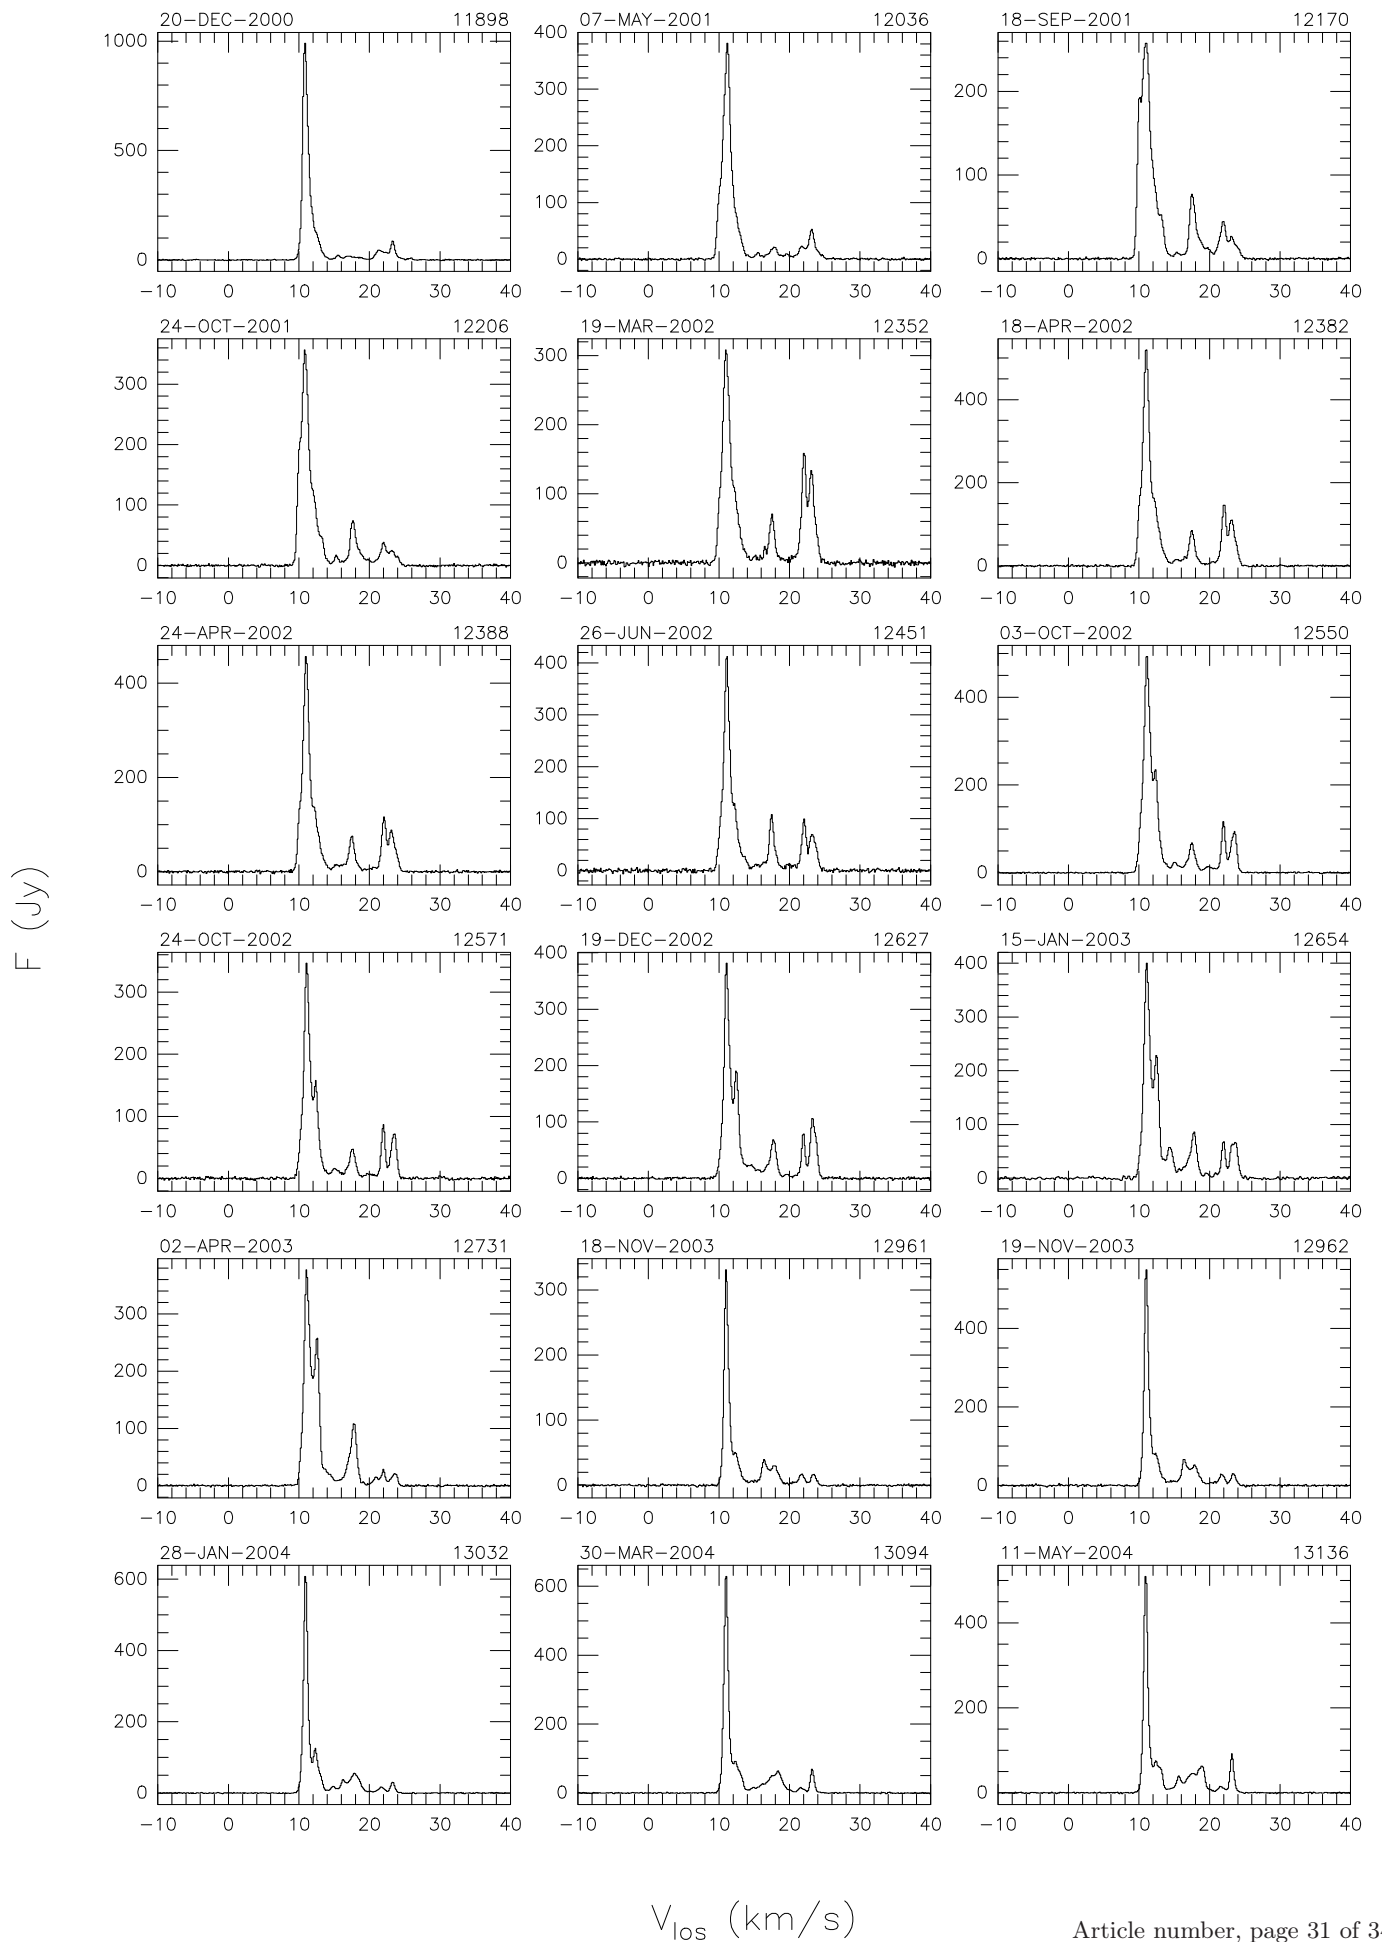 20-DEC-2000 11898 07-MAY-2001 12036 18-SEP-2001 12170
1000 500 0
400 300 200 100 0
200 100 0
-10 0 10 20 30 40 -10 0 10 20 30 40 -10 0 10 20 30 40
24-OCT-2001 12206 19-MAR-2002 12352 18-APR-2002 12382
300 200 100 0
300 200 100 0
400 200 0
-10 0 10 20 30 40 -10 0 10 20 30 40 -10 0 10 20 30 40
24-APR-2002 12388 26-JUN-2002 12451 03-OCT-2002 12550
400 200 0
400 300 200 100 0
400 200 0
-10 0 10 20 30 40 -10 0 10 20 30 40 -10 0 10 20 30 40
F (Jy)
24-OCT-2002 12571 19-DEC-2002 12627 15-JAN-2003 12654
300 200 100 0
400 300 200 100 0
400 300 200 100 0
-10 0 10 20 30 40 -10 0 10 20 30 40 -10 0 10 20 30 40
02-APR-2003 12731 18-NOV-2003 12961 19-NOV-2003 12962
300 200 100 0
300 200 100 0
400 200 0
-10 0 10 20 30 40 -10 0 10 20 30 40 -10 0 10 20 30 40
28-JAN-2004 13032 30-MAR-2004 13094 11-MAY-2004 13136
600 400 200 0
600 400 200 0
400 200 0
-10 0 10 20 30 40 -10 0 10 20 30 40 -10 0 10 20 30 40
V_los (km/s)
Article number, page 31 of